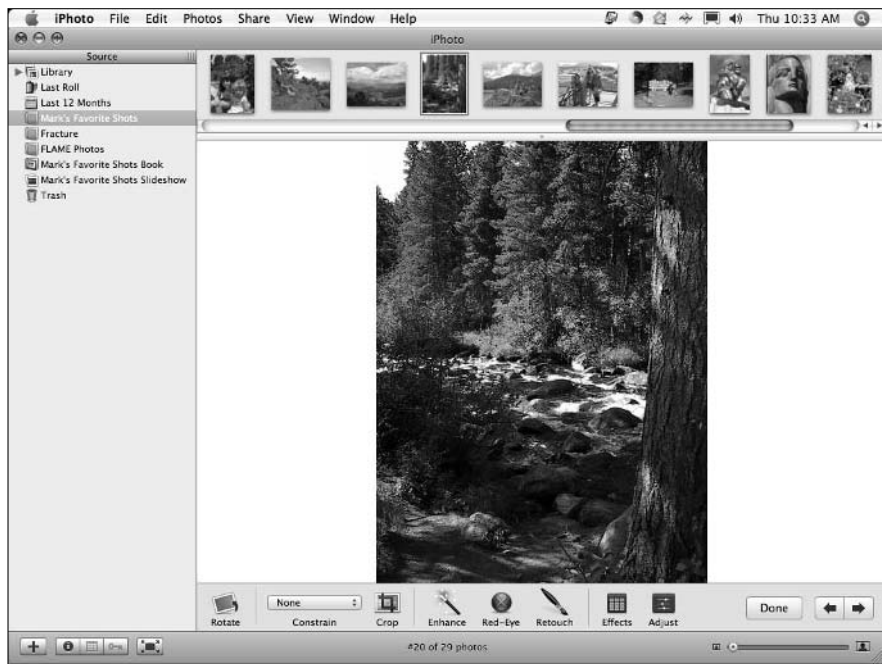 iPhoto File Edit Photos Share View Window Help Thu 10:33 AM
iPhoto
Source
Library
Last Roll
Last 12 Months
Mark's Favorite Shots
Fracture
FLAME Photos
Mark's Favorite Shots Book
Mark's Favorite Shots Slideshow
Trash
Rotate
None
Constrain
Crop
Enhance
Red-Eye
Retouch
Effects
Adjust
Done
#20 of 29 photos